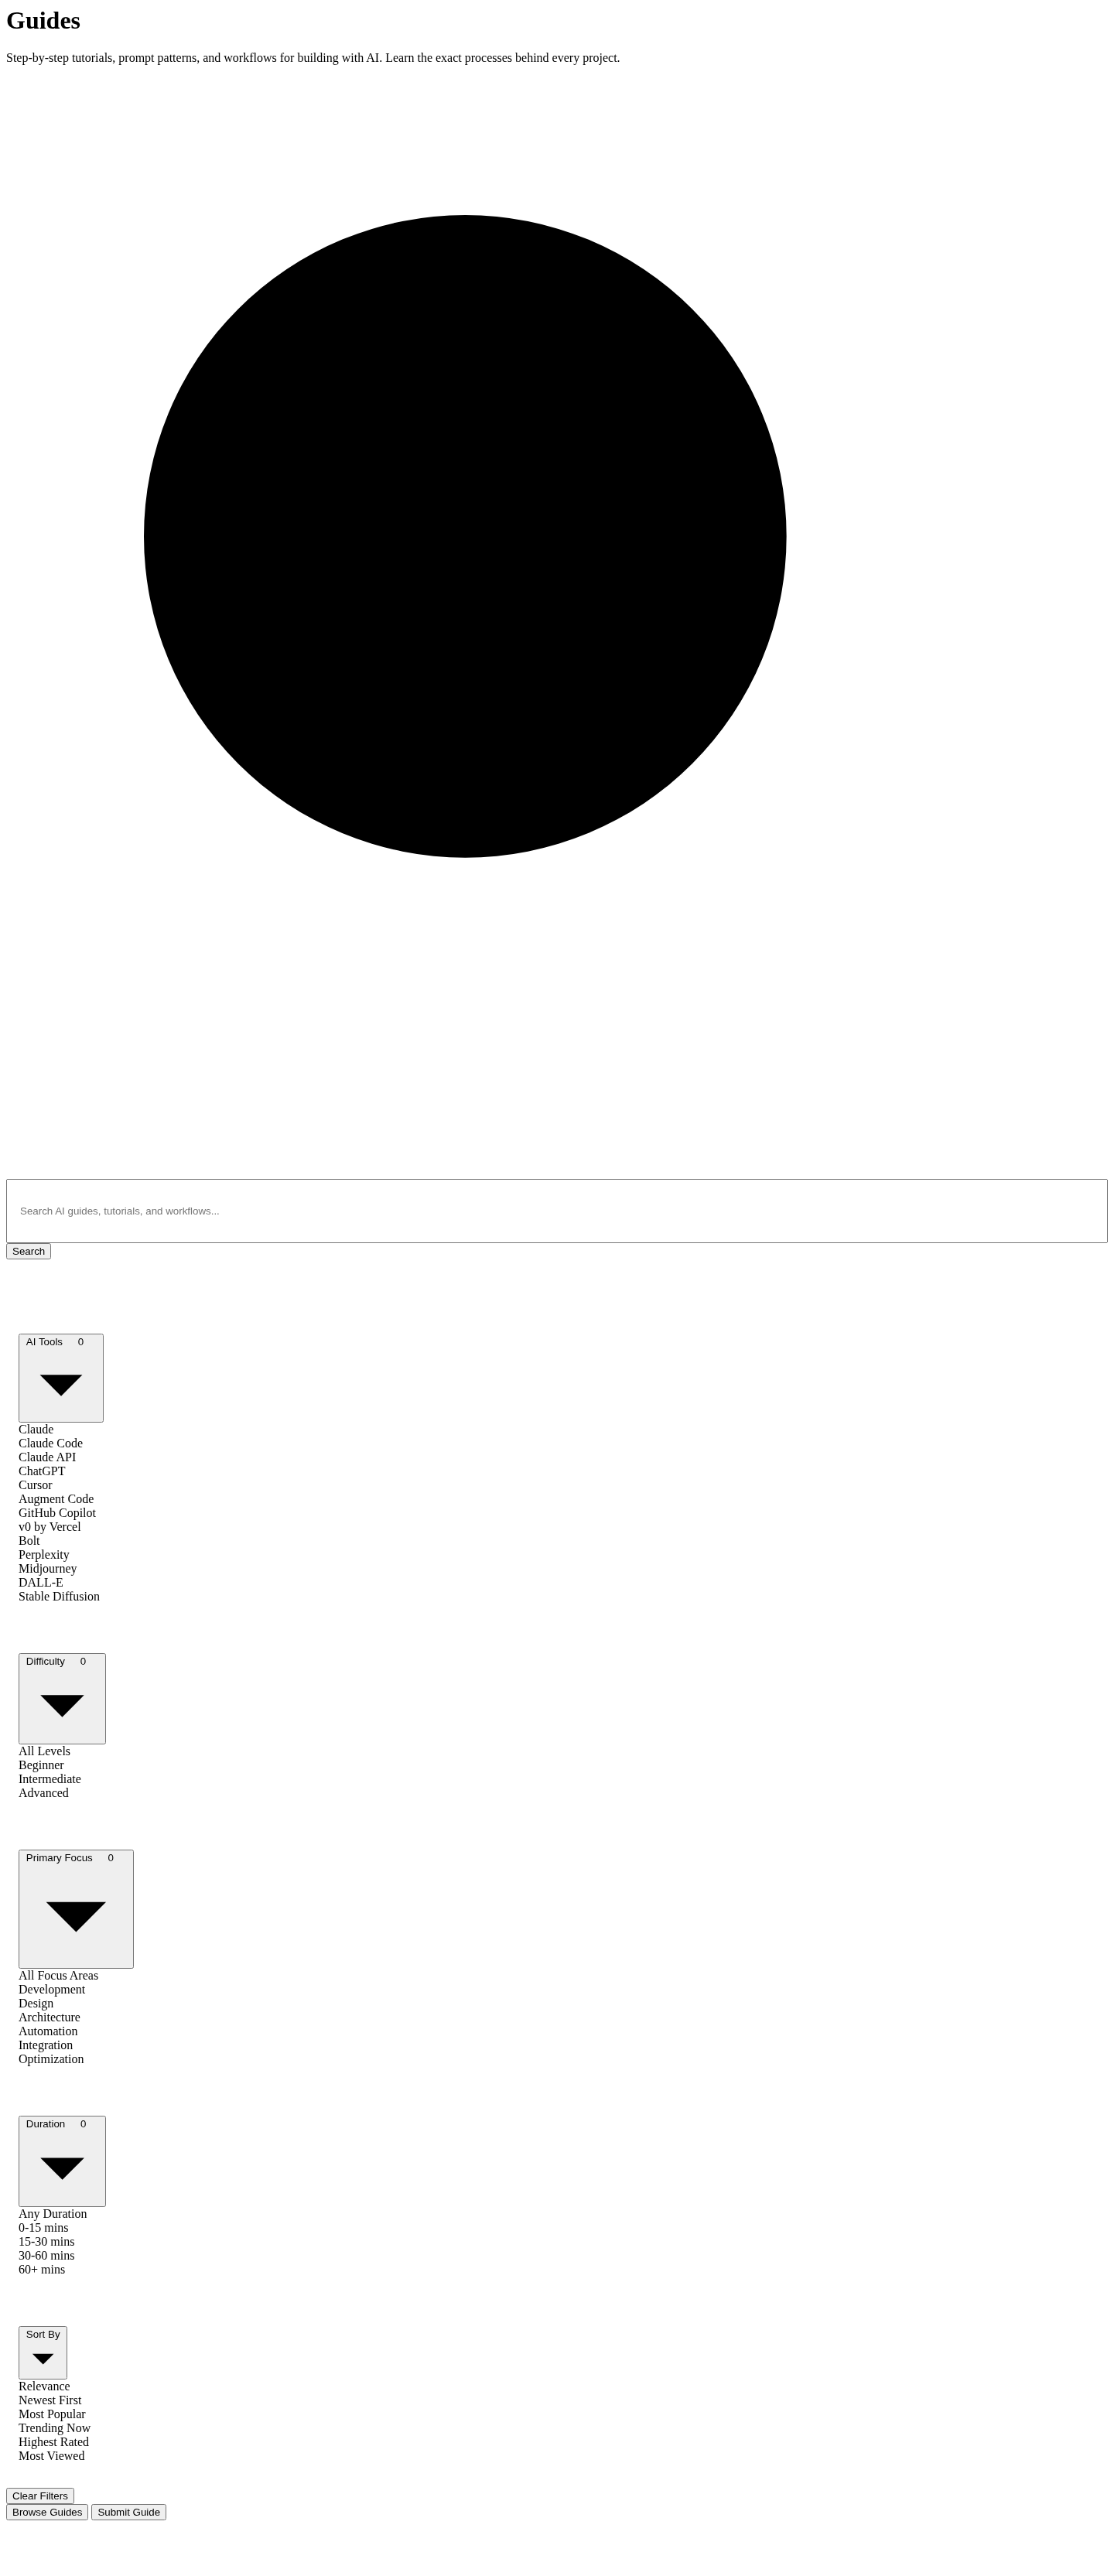 Guides
Step-by-step tutorials, prompt patterns, and workflows for building with AI. Learn the exact processes behind every project.
Search AI guides, tutorials, and workflows...
Search
AI Tools 0
Claude
Claude Code
Claude API
ChatGPT
Cursor
Augment Code
GitHub Copilot
v0 by Vercel
Bolt
Perplexity
Midjourney
DALL-E
Stable Diffusion
Difficulty 0
All Levels
Beginner
Intermediate
Advanced
Primary Focus 0
All Focus Areas
Development
Design
Architecture
Automation
Integration
Optimization
Duration 0
Any Duration
0-15 mins
15-30 mins
30-60 mins
60+ mins
Sort By
Relevance
Newest First
Most Popular
Trending Now
Highest Rated
Most Viewed
Clear Filters
Browse Guides Submit Guide